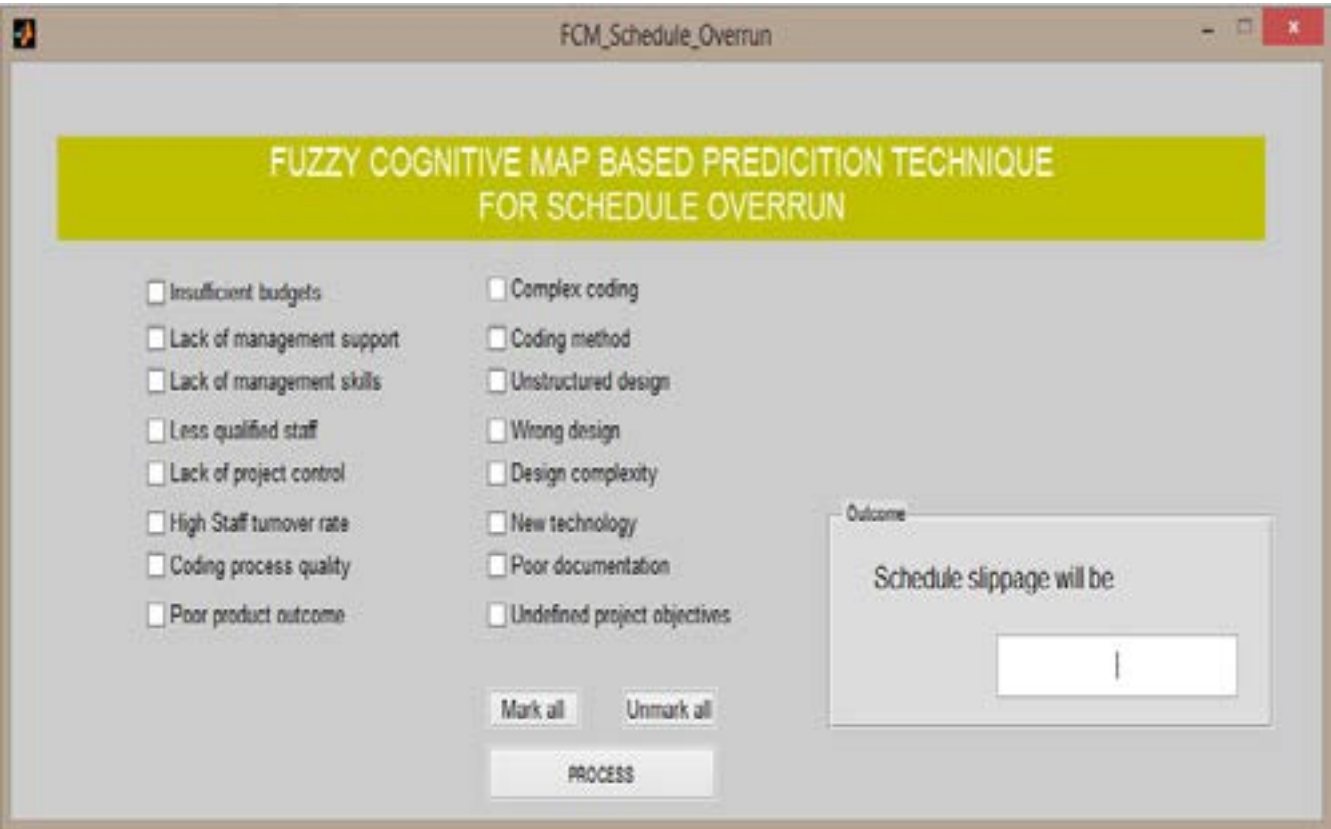 FCM_Schedule_Overrun
FUZZY COGNITIVE MAP BASED PREDICITION TECHNIQUE
FOR SCHEDULE OVERRUN
Insufficient budgets
Lack of management support
Lack of management skills
Less qualified staff
Lack of project control
High Staff turnover rate
Coding process quality
Poor product outcome
Complex coding
Coding method
Unstructured design
Wrong design
Design complexity
New technology
Poor documentation
Undefined project objectives
Mark all
Unmark all
PROCESS
Outcome
Schedule slippage will be